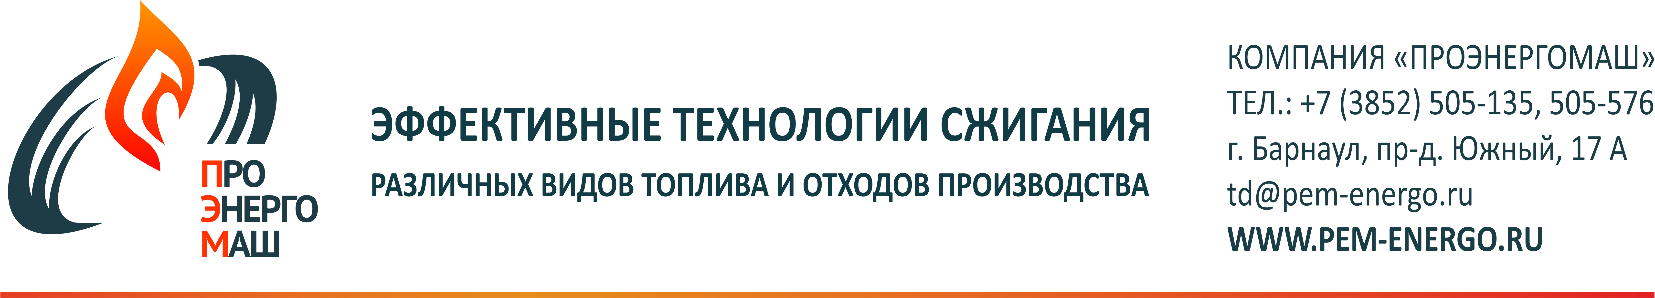 ПРО
ЭНЕРГО
МАШ
ЭФФЕКТИВНЫЕ ТЕХНОЛОГИИ СЖИГАНИЯ
РАЗЛИЧНЫХ ВИДОВ ТОПЛИВА И ОТХОДОВ ПРОИЗВОДСТВА
КОМПАНИЯ «ПРОЭНЕРГОМАШ»
ТЕЛ.: +7 (3852) 505-135, 505-576
г. Барнаул, пр-д. Южный, 17 А
td@pem-energo.ru
WWW.PEM-ENERGO.RU